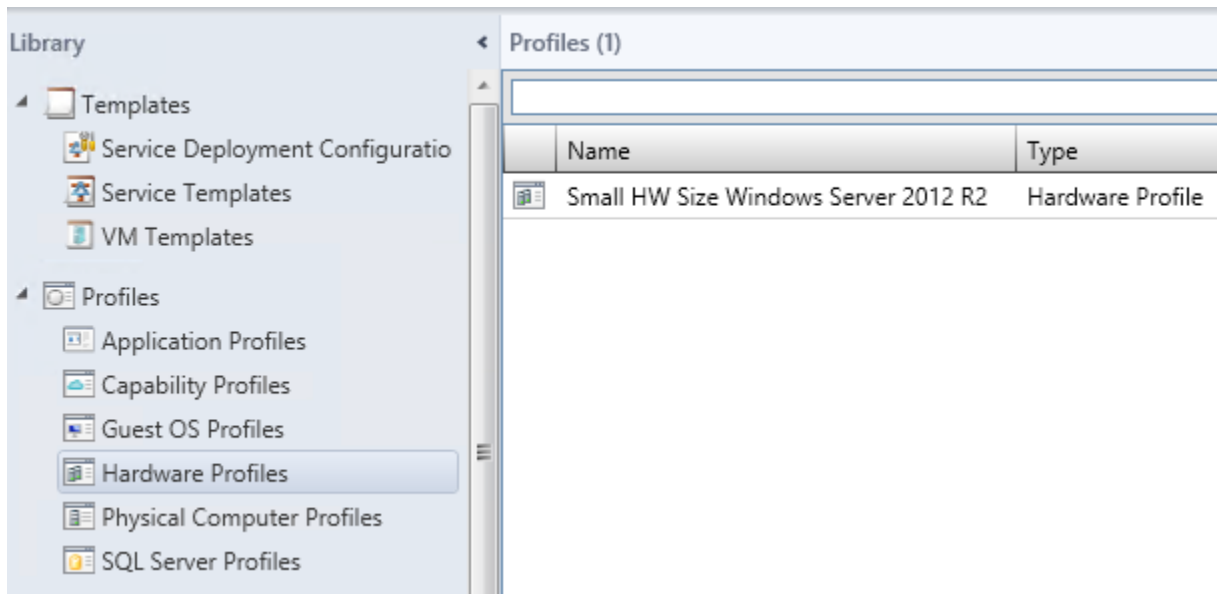 Library
Templates
Service Deployment Configuratio
Service Templates
VM Templates
Profiles
Application Profiles
Capability Profiles
Guest OS Profiles
Hardware Profiles
Physical Computer Profiles
SQL Server Profiles
Profiles (1)
Name Type
Small HW Size Windows Server 2012 R2 Hardware Profile